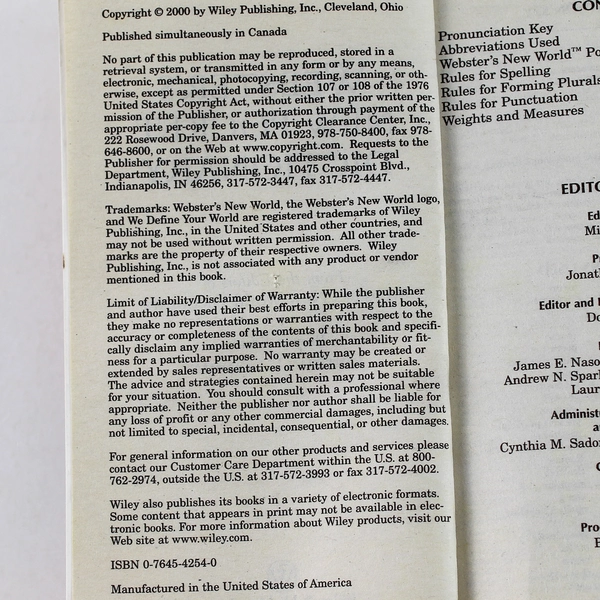 Copyright © 2000 by Wiley Publishing, Inc., Cleveland, Ohio
Published simultaneously in Canada
No part of this publication may be reproduced, stored in a
retrieval system, or transmitted in any form or by any means,
electronic, mechanical, photocopying, recording, scanning, or oth-
erwise, except as permitted under Section 107 or 108 of the 1976
United States Copyright Act, without either the prior written per-
mission of the Publisher, or authorization through payment of the
appropriate per-copy fee to the Copyright Clearance Center, Inc.,
222 Rosewood Drive, Danvers, MA 01923, 978-750-8400, fax 978-
646-8600, or on the Web at www.copyright.com. Requests to the
Publisher for permission should be addressed to the Legal
Department, Wiley Publishing, Inc., 10475 Crosspoint Blvd.,
Indianapolis, IN 46256, 317-572-3447, fax 317-572-4447.
Trademarks: Webster's New World, the Webster's New World logo,
and We Define Your World are registered trademarks of Wiley
Publishing, Inc., in the United States and other countries, and
may not be used without written permission. All other trade-
marks are the property of their respective owners. Wiley
Publishing, Inc., is not associated with any product or vendor
mentioned in this book.
Limit of Liability/Disclaimer of Warranty: While the publisher
and author have used their best efforts in preparing this book,
they make no representations or warranties with respect to the
accuracy or completeness of the contents of this book and specifi-
cally disclaim any implied warranties of merchantability or fit-
ness for a particular purpose. No warranty may be created or
extended by sales representatives or written sales materials.
The advice and strategies contained herein may not be suitable
for your situation. You should consult with a professional where
appropriate. Neither the publisher nor author shall be liable for
any loss of profit or any other commercial damages, including but
not limited to special, incidental, consequential, or other damages.
For general information on our other products and services please
contact our Customer Care Department within the U.S. at 800-
762-2974, outside the U.S. at 317-572-3993 or fax 317-572-4002.
Wiley also publishes its books in a variety of electronic formats.
Some content that appears in print may not be available in elec-
tronic books. For more information about Wiley products, visit our
Web site at www.wiley.com.
ISBN 0-7645-4254-0
Manufactured in the United States of America
CON
Pronunciation Key
Abbreviations Used
Webster's New World™ Po
Rules for Spelling
Rules for Forming Plurals
Rules for Punctuation
Weights and Measures
EDITO
Ed
Mi
Jonat
Editor and
Do
James E. Naso
Andrew N. Spar
Laur
Administ
a
Cynthia M. Sado
Pro